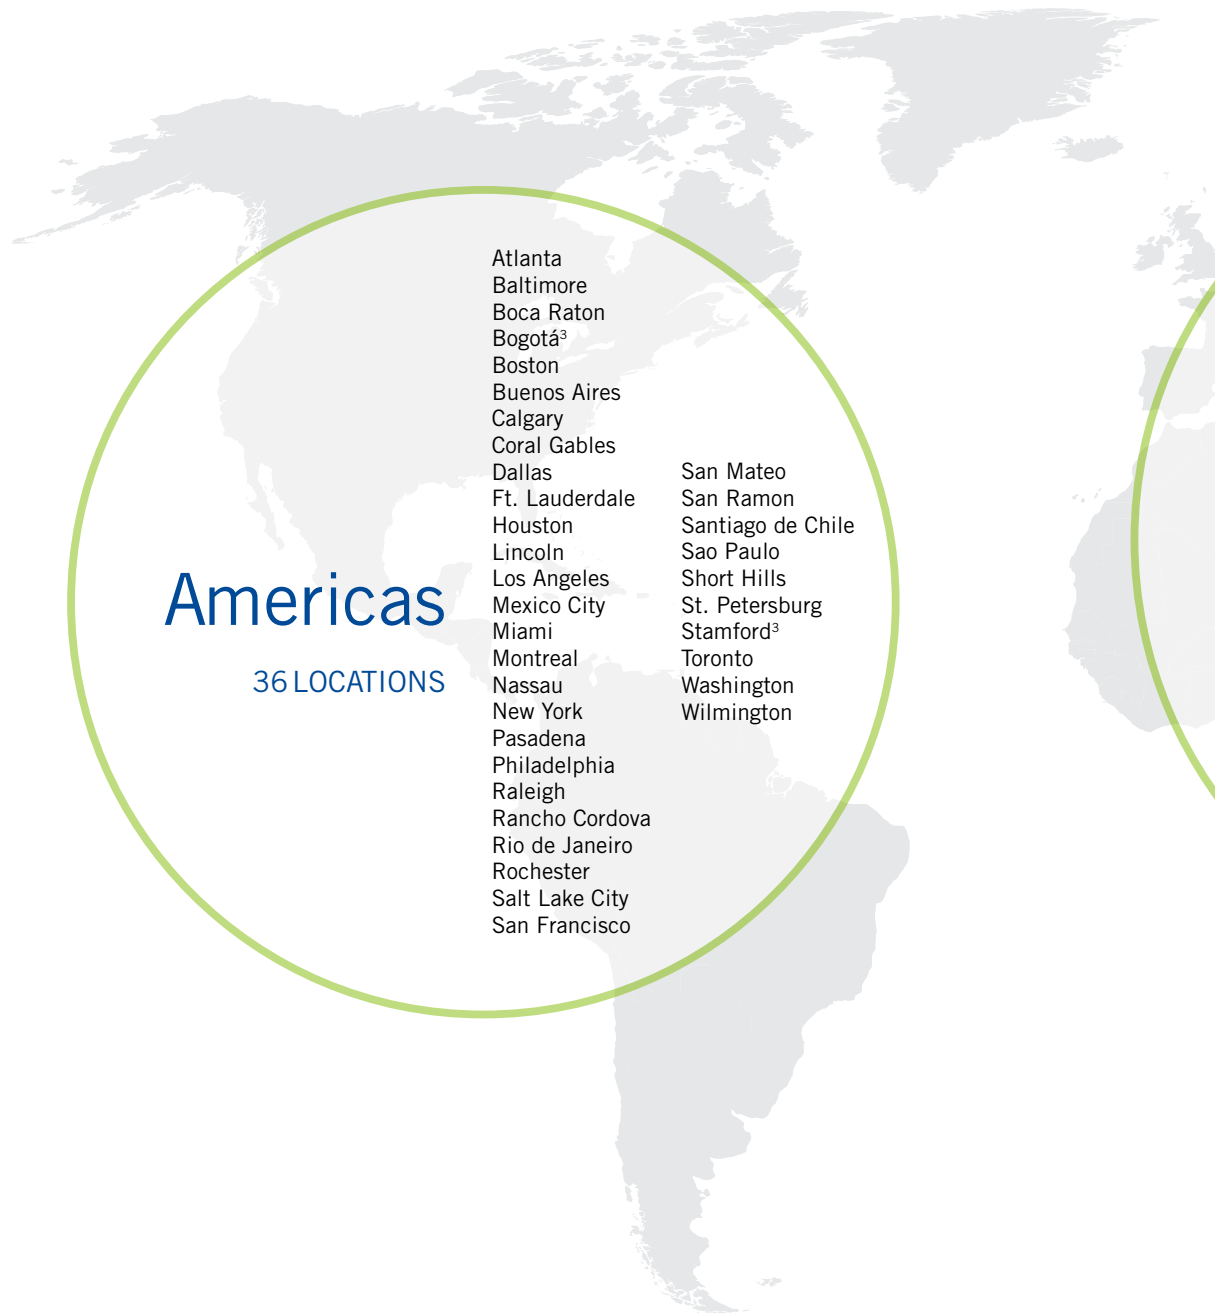 Americas
36 LOCATIONS
Atlanta
Baltimore
Boca Raton
Bogotá³
Boston
Buenos Aires
Calgary
Coral Gables
Dallas
Ft. Lauderdale
Houston
Lincoln
Los Angeles
Mexico City
Miami
Montreal
Nassau
New York
Pasadena
Philadelphia
Raleigh
Rancho Cordova
Rio de Janeiro
Rochester
Salt Lake City
San Francisco
San Mateo
San Ramon
Santiago de Chile
Sao Paulo
Short Hills
St. Petersburg
Stamford³
Toronto
Washington
Wilmington